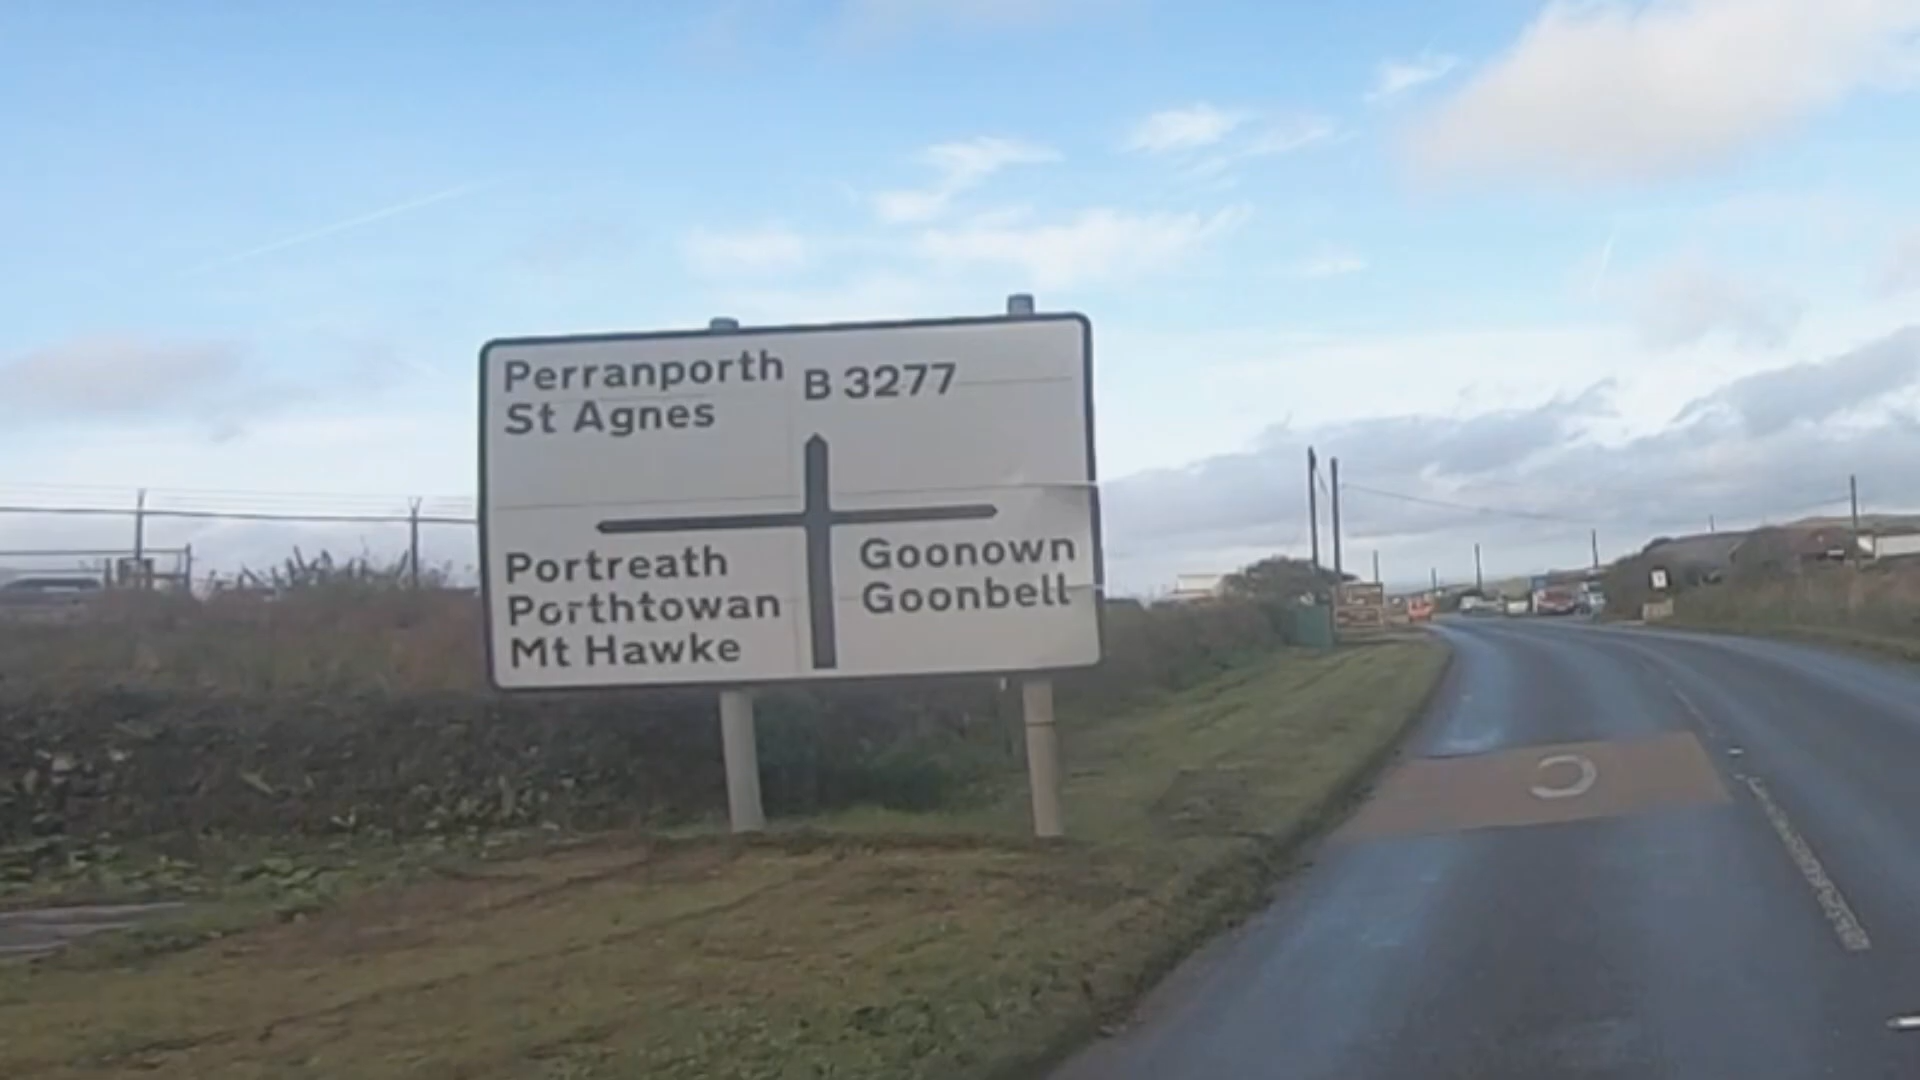 Perranporth B 3277
St Agnes
Portreath
Porthtowan
Mt Hawke
Goonown
Goonbell